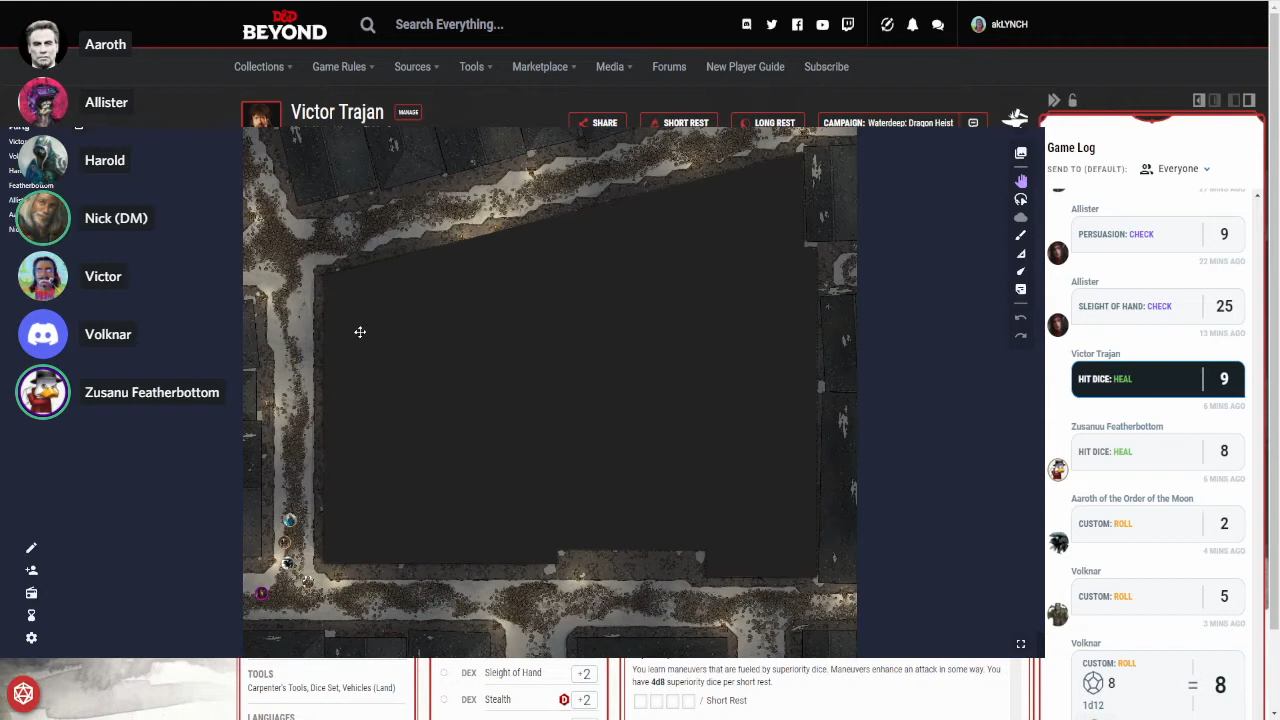 D&D
BEYOND
Search Everything...
akLYNCH
Collections
Game Rules
Sources
Tools
Marketplace
Media
Forums
New Player Guide
Subscribe
Aaroth
Allister
Harold
Nick (DM)
Victor
Volknar
Zusanu Featherbottom
Victor Trajan
MANAGE
SHARE
SHORT REST
LONG REST
CAMPAIGN: Waterdeep: Dragon Heist
Game Log
SEND TO (DEFAULT):
Everyone
27 MINS AGO
Allister
PERSUASION: CHECK
9
22 MINS AGO
Allister
SLEIGHT OF HAND: CHECK
25
13 MINS AGO
Victor Trajan
HIT DICE: HEAL
9
6 MINS AGO
Zusanuu Featherbottom
HIT DICE: HEAL
8
6 MINS AGO
Aaroth of the Order of the Moon
CUSTOM: ROLL
2
4 MINS AGO
Volknar
CUSTOM: ROLL
5
3 MINS AGO
Volknar
CUSTOM: ROLL
8
=
8
1d12
TOOLS
Carpenter's Tools, Dice Set, Vehicles (Land)
LANGUAGES
DEX Sleight of Hand +2
DEX Stealth D +2
You learn maneuvers that are fueled by superiority dice. Maneuvers enhance an attack in some way. You
have 4d8 superiority dice per short rest.
/ Short Rest